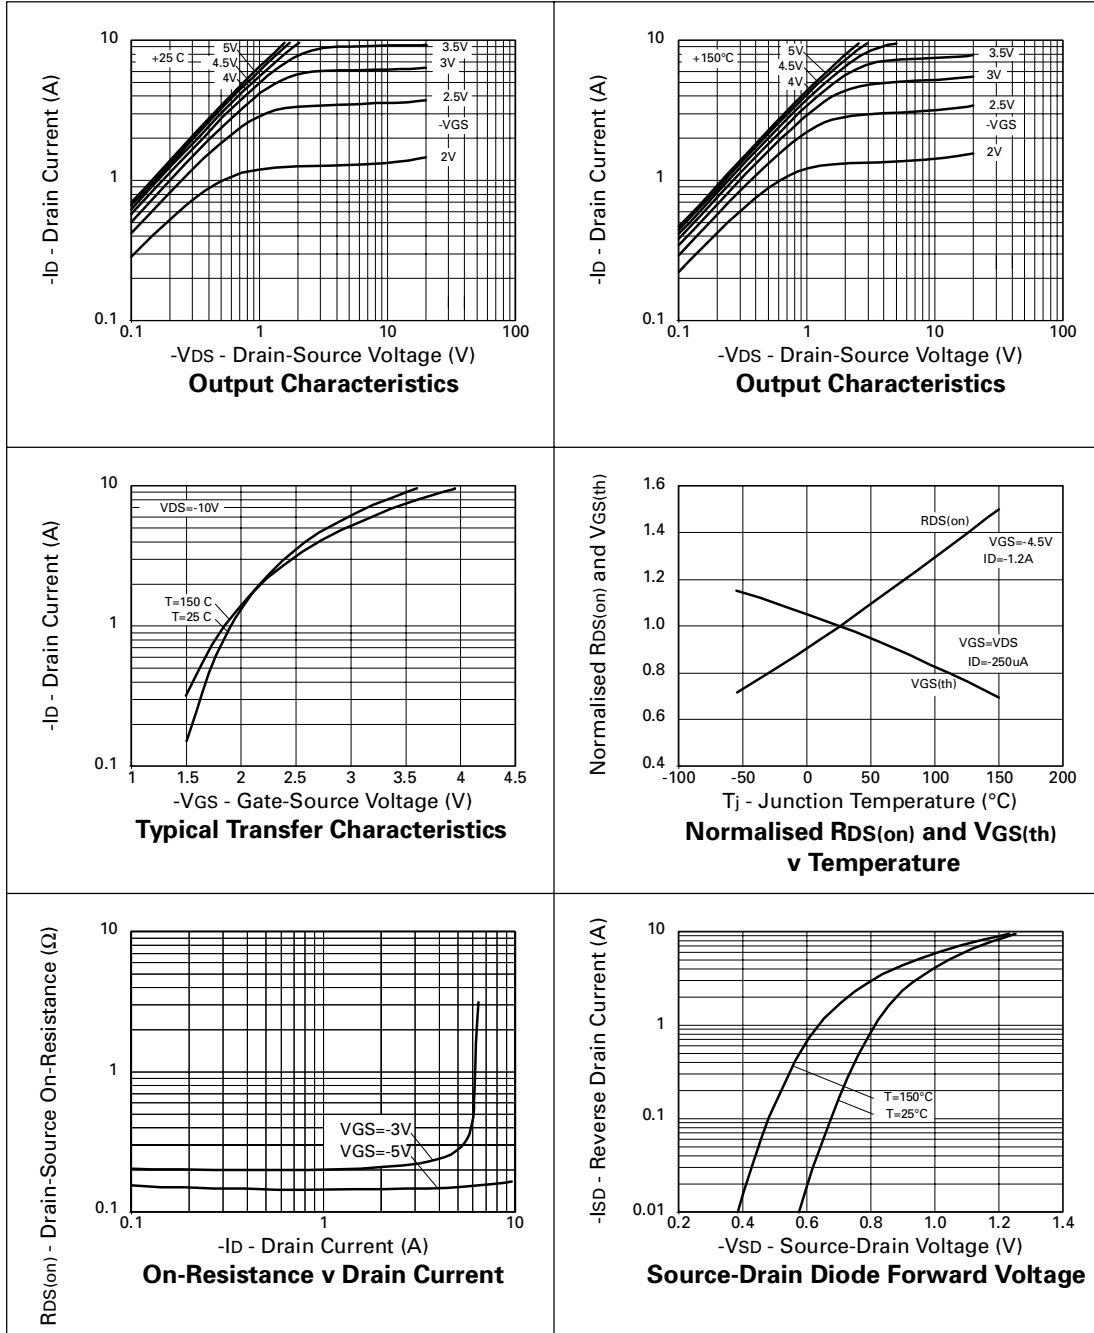 10
+25 C
5V
4.5V
4V
3.5V
3V
2.5V
-VGS
2V
1
0.1
0.1
1
10
100
-ID - Drain Current (A)
-VDS - Drain-Source Voltage (V)
Output Characteristics
10
+150°C
5V
4.5V
4V
3.5V
3V
2.5V
-VGS
2V
1
0.1
0.1
1
10
100
-ID - Drain Current (A)
-VDS - Drain-Source Voltage (V)
Output Characteristics
10
VDS=-10V
T=150 C
T=25 C
1
0.1
1
1.5
2
2.5
3
3.5
4
4.5
-ID - Drain Current (A)
-VGS - Gate-Source Voltage (V)
Typical Transfer Characteristics
1.6
1.4
1.2
1.0
0.8
0.6
0.4
RDS(on)
VGS=-4.5V
ID=-1.2A
VGS=VDS
ID=-250uA
VGS(th)
-100
-50
0
50
100
150
200
Normalised RDS(on) and VGS(th)
Tj - Junction Temperature (°C)
Normalised RDS(on) and VGS(th)
v Temperature
10
1
0.1
VGS=-3V
VGS=-5V
0.1
1
10
RDS(on) - Drain-Source On-Resistance (Ω)
-ID - Drain Current (A)
On-Resistance v Drain Current
10
1
0.1
0.01
T=150°C
T=25°C
0.2
0.4
0.6
0.8
1.0
1.2
1.4
-ISD - Reverse Drain Current (A)
-VSD - Source-Drain Voltage (V)
Source-Drain Diode Forward Voltage